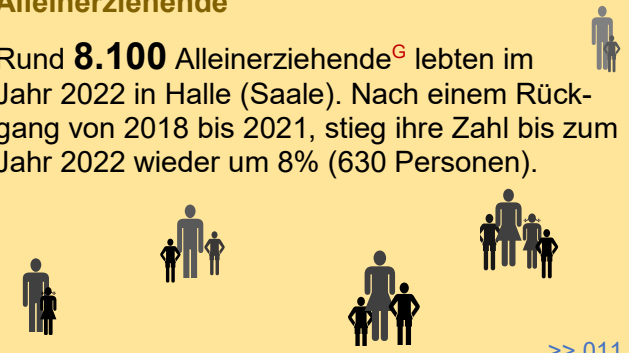 Alleinerziehende
Rund 8.100 Alleinerziehendeᴳ lebten im
Jahr 2022 in Halle (Saale). Nach einem Rück-
gang von 2018 bis 2021, stieg ihre Zahl bis zum
Jahr 2022 wieder um 8% (630 Personen).
>> 011